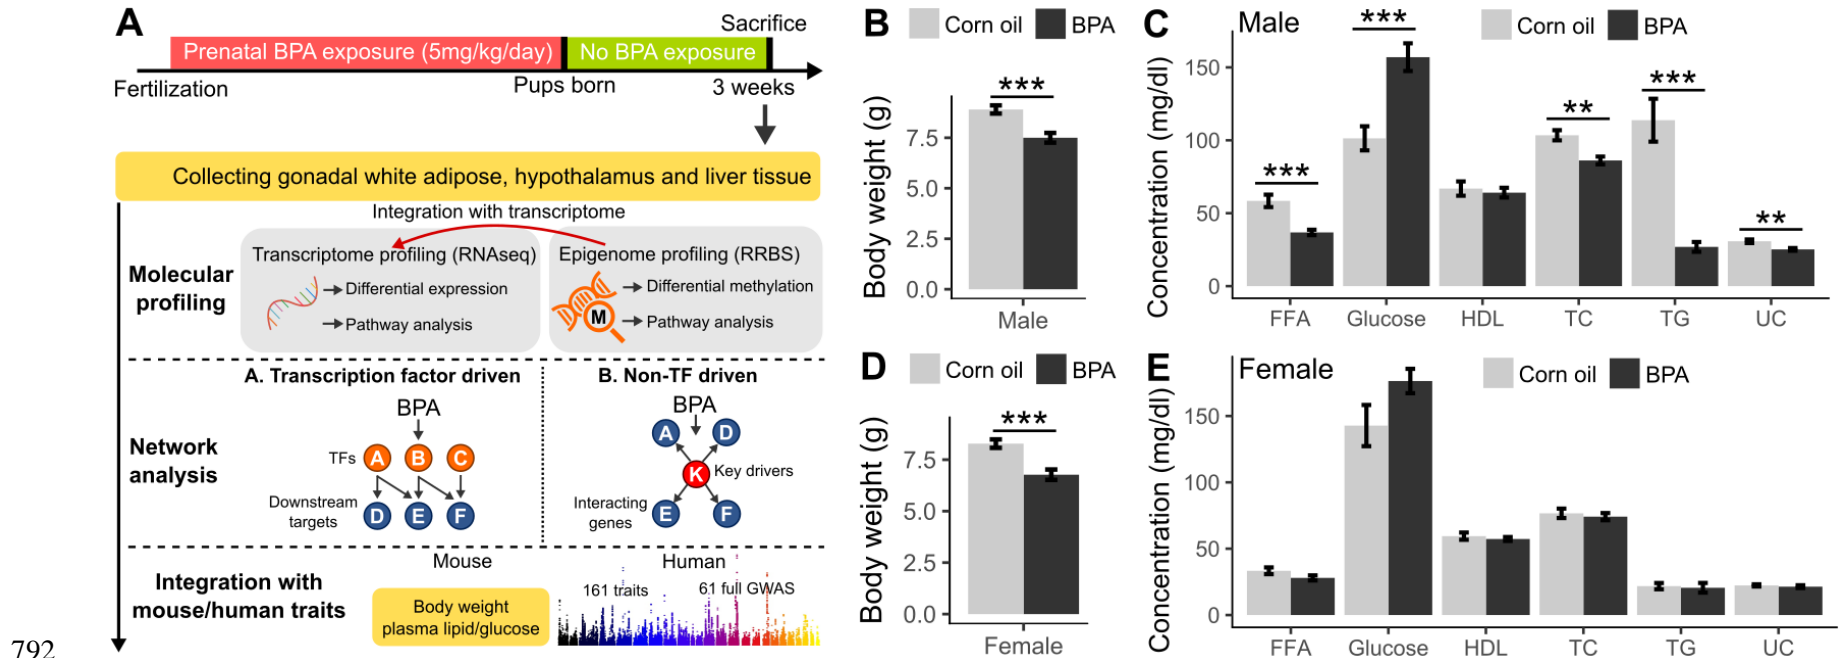 A
Sacrifice
Prenatal BPA exposure (5mg/kg/day)
No BPA exposure
Fertilization
Pups born
3 weeks
Collecting gonadal white adipose, hypothalamus and liver tissue
Integration with transcriptome
Molecular
profiling
Transcriptome profiling (RNAseq)
Differential expression
Pathway analysis
Epigenome profiling (RRBS)
M
Differential methylation
Pathway analysis
Network
analysis
A. Transcription factor driven
BPA
TFs
A B C
Downstream
targets
D E F
B. Non-TF driven
BPA
A D
K
Key drivers
Interacting
genes
E F
Integration with
mouse/human traits
Mouse
Body weight
plasma lipid/glucose
Human
161 traits
61 full GWAS
B
Corn oil BPA
Body weight (g)
***
7.5
5.0
2.5
0.0
Male
C
Male
Corn oil BPA
Concentration (mg/dl)
150
100
50
0
***
***
**
***
**
FFA Glucose HDL TC TG UC
D
Corn oil BPA
Body weight (g)
***
7.5
5.0
2.5
0.0
Female
E
Female
Corn oil BPA
Concentration (mg/dl)
150
100
50
0
FFA Glucose HDL TC TG UC
792